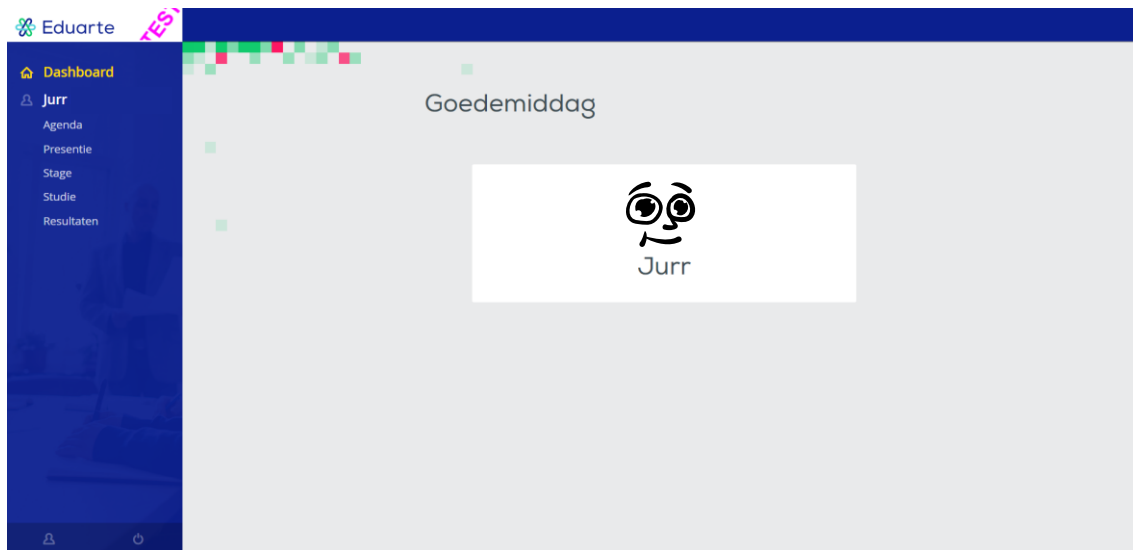 Eduarte
TEST
Dashboard
Jurr
Agenda
Presentie
Stage
Studie
Resultaten
Goedemiddag
Jurr